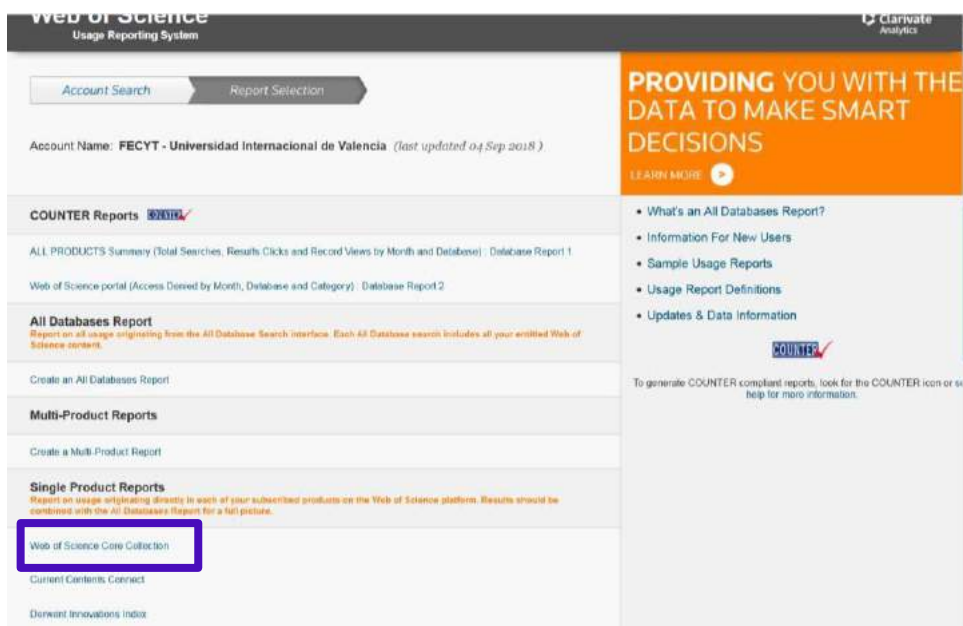 Web of Science
Usage Reporting System
Clarivate
Analytics
Account Search
Report Selection
Account Name: FECYT - Universidad Internacional de Valencia (last updated 04 Sep 2018 )
COUNTER Reports COUNTER
ALL PRODUCTS Summary (Total Searches, Results Clicks and Record Views by Month and Database) : Database Report 1
Web of Science portal (Access Denied by Month, Database and Category) : Database Report 2
All Databases Report
Report on all usage originating from the All Database Search interface. Each All Database search includes all your entitled Web of
Science content.
Create an All Databases Report
Multi-Product Reports
Create a Multi-Product Report
Single Product Reports
Report on usage originating directly in each of your subscribed products on the Web of Science platform. Results should be
combined with the All Databases Report for a full picture.
Web of Science Core Collection
Current Contents Connect
Derwent Innovations Index
PROVIDING YOU WITH THE
DATA TO MAKE SMART
DECISIONS
LEARN MORE
• What's an All Databases Report?
• Information For New Users
• Sample Usage Reports
• Usage Report Definitions
• Updates & Data Information
COUNTER
To generate COUNTER compliant reports, look for the COUNTER icon or
help for more information.